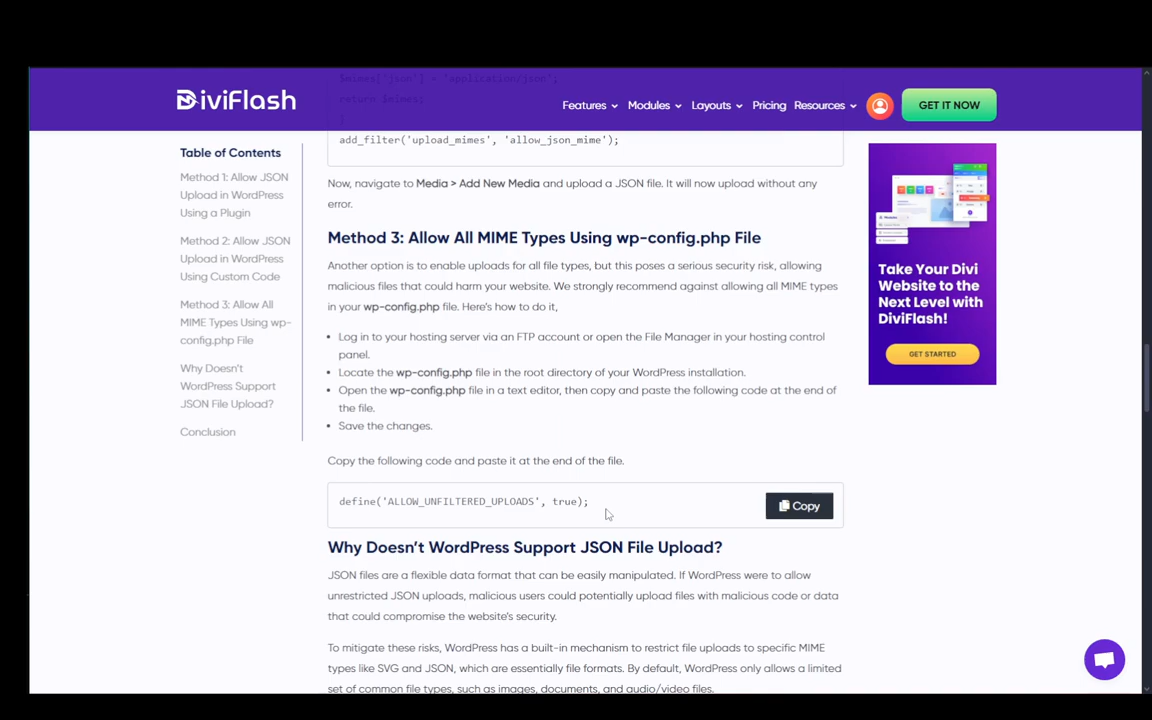 $mimes['json'] = 'application/json';
return $mimes;
DiviFlash
Features
Modules
Layouts
Pricing
Resources
GET IT NOW
add_filter('upload_mimes', 'allow_json_mime');
Table of Contents
Method 1: Allow JSON
Upload in WordPress
Using a Plugin
Method 2: Allow JSON
Upload in WordPress
Using Custom Code
Method 3: Allow All
MIME Types Using wp-
config.php File
Why Doesn't
WordPress Support
JSON File Upload?
Conclusion
Now, navigate to Media > Add New Media and upload a JSON file. It will now upload without any
error.
Method 3: Allow All MIME Types Using wp-config.php File
Another option is to enable uploads for all file types, but this poses a serious security risk, allowing
malicious files that could harm your website. We strongly recommend against allowing all MIME types
in your wp-config.php file. Here's how to do it,
• Log in to your hosting server via an FTP account or open the File Manager in your hosting control
panel.
• Locate the wp-config.php file in the root directory of your WordPress installation.
• Open the wp-config.php file in a text editor, then copy and paste the following code at the end of
the file.
• Save the changes.
Copy the following code and paste it at the end of the file.
define('ALLOW_UNFILTERED_UPLOADS', true);
Copy
Why Doesn't WordPress Support JSON File Upload?
JSON files are a flexible data format that can be easily manipulated. If WordPress were to allow
unrestricted JSON uploads, malicious users could potentially upload files with malicious code or data
that could compromise the website's security.
To mitigate these risks, WordPress has a built-in mechanism to restrict file uploads to specific MIME
types like SVG and JSON, which are essentially file formats. By default, WordPress only allows a limited
set of common file types, such as images, documents, and audio/video files.
Take Your Divi
Website to the
Next Level with
DiviFlash!
GET STARTED